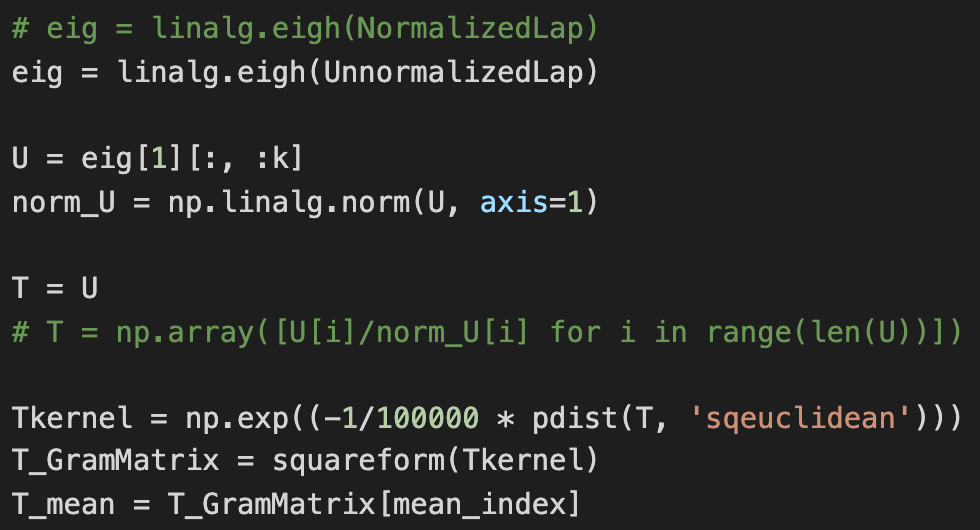 # eig = linalg.eigh(NormalizedLap)
eig = linalg.eigh(UnnormalizedLap)
U = eig[1][:, :k]
norm_U = np.linalg.norm(U, axis=1)
T = U
# T = np.array([U[i]/norm_U[i] for i in range(len(U))])
Tkernel = np.exp((-1/100000 * pdist(T, 'sqeuclidean')))
T_GramMatrix = squareform(Tkernel)
T_mean = T_GramMatrix[mean_index]